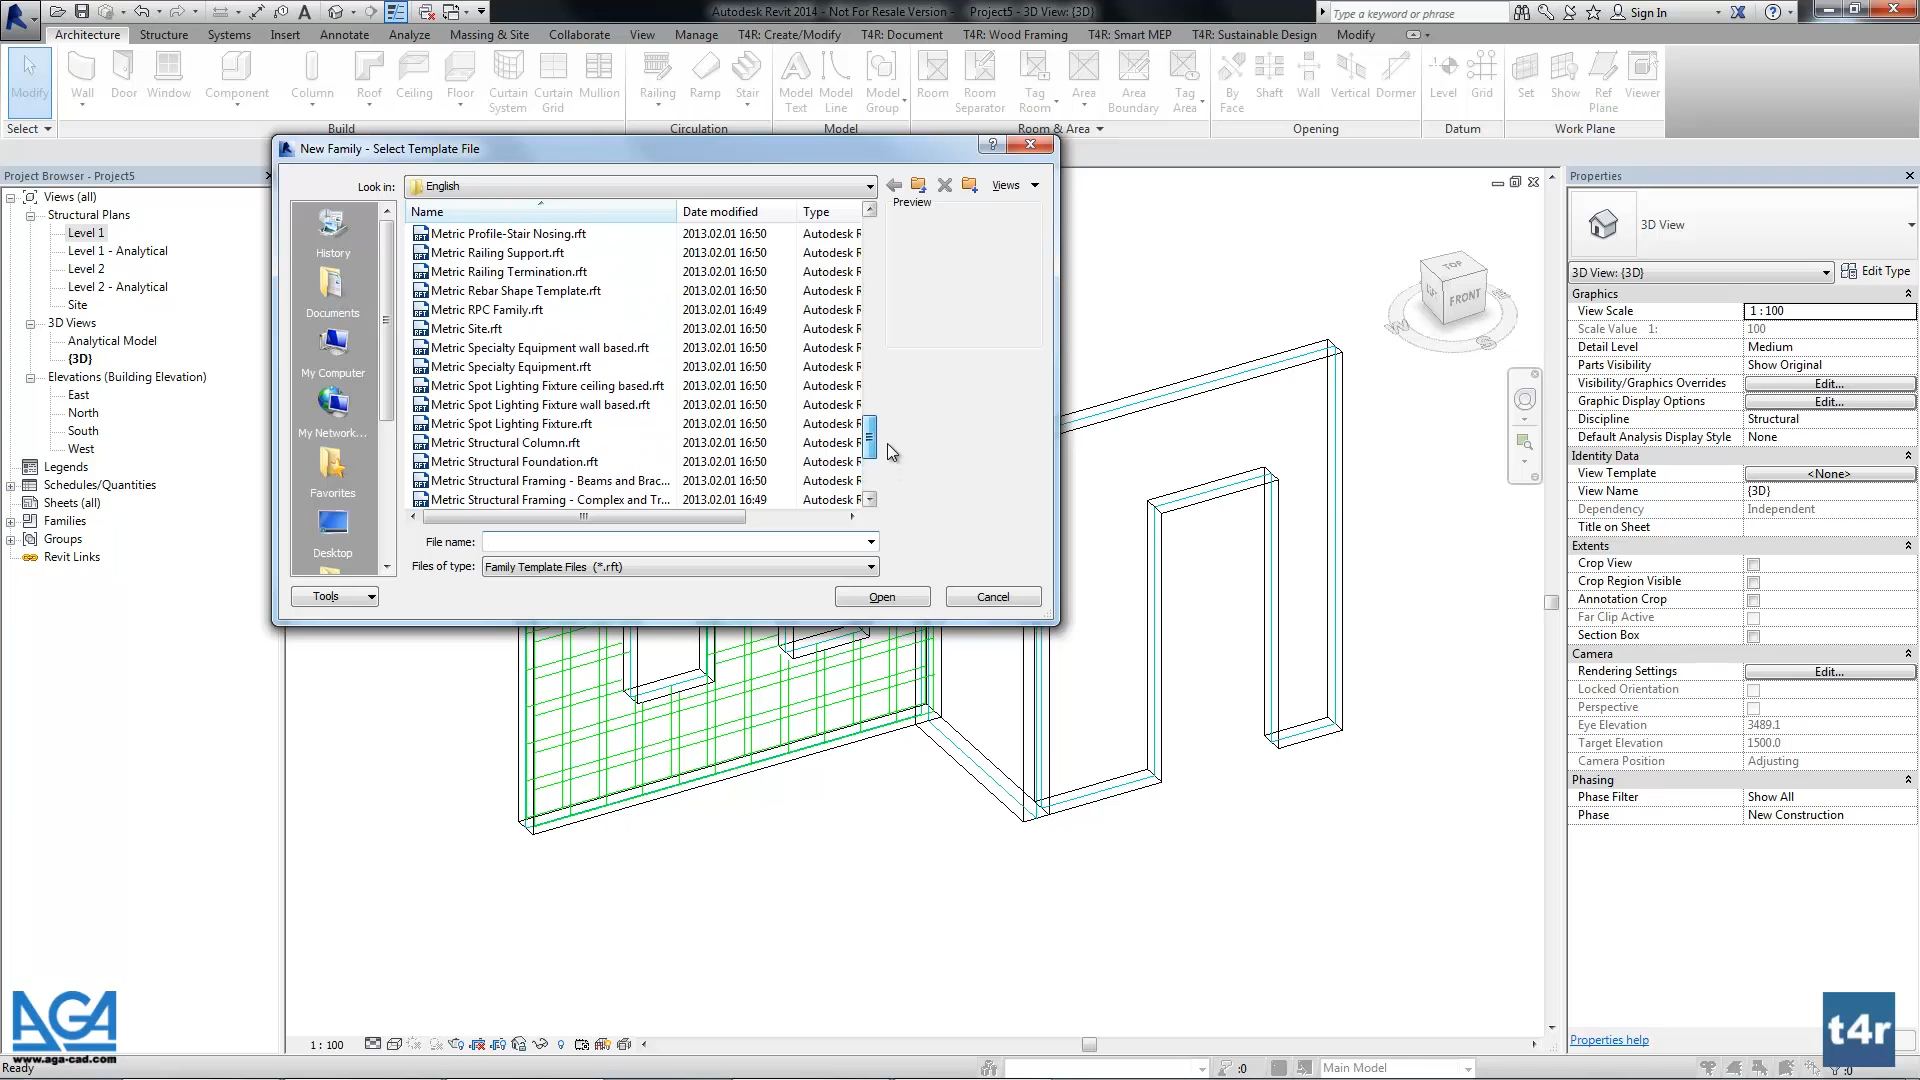 Autodesk Revit 2014 - Not For Resale Version - Project5 - 3D View: {3D}
Type a keyword or phrase
Sign In
Architecture Structure Systems Insert Annotate Analyze Massing & Site Collaborate View Manage T4R: Create/Modify T4R: Document T4R: Wood Framing T4R: Smart MEP T4R: Sustainable Design Modify
Modify Wall Door Window Component Column Roof Ceiling Floor Curtain System Curtain Grid Mullion Railing Ramp Stair Model Text Model Line Model Group Room Room Separator Tag Room Area Area Boundary Tag Area By Face Shaft Wall Vertical Dormer Level Grid Set Show Ref Plane Viewer
Select Build Circulation Model Room & Area Opening Datum Work Plane
Project Browser - Project5
Views (all)
Structural Plans
Level 1
Level 1 - Analytical
Level 2
Level 2 - Analytical
Site
3D Views
Analytical Model
{3D}
Elevations (Building Elevation)
East
North
South
West
Legends
Schedules/Quantities
Sheets (all)
Families
Groups
Revit Links
New Family - Select Template File
Look in: English Views
Preview
History
Documents
My Computer
My Network...
Favorites
Desktop
Name Date modified Type
Metric Profile-Stair Nosing.rft 2013.02.01 16:50 Autodesk R
Metric Railing Support.rft 2013.02.01 16:50 Autodesk R
Metric Railing Termination.rft 2013.02.01 16:50 Autodesk R
Metric Rebar Shape Template.rft 2013.02.01 16:50 Autodesk R
Metric RPC Family.rft 2013.02.01 16:49 Autodesk R
Metric Site.rft 2013.02.01 16:50 Autodesk R
Metric Specialty Equipment wall based.rft 2013.02.01 16:50 Autodesk R
Metric Specialty Equipment.rft 2013.02.01 16:50 Autodesk R
Metric Spot Lighting Fixture ceiling based.rft 2013.02.01 16:50 Autodesk R
Metric Spot Lighting Fixture wall based.rft 2013.02.01 16:50 Autodesk R
Metric Spot Lighting Fixture.rft 2013.02.01 16:50 Autodesk R
Metric Structural Column.rft 2013.02.01 16:50 Autodesk R
Metric Structural Foundation.rft 2013.02.01 16:50 Autodesk R
Metric Structural Framing - Beams and Brac... 2013.02.01 16:50 Autodesk R
Metric Structural Framing - Complex and Tr... 2013.02.01 16:49 Autodesk R
File name:
Files of type: Family Template Files (*.rft)
Tools Open Cancel
TOP
FRONT
W
S
Properties
3D View
3D View: {3D} Edit Type
Graphics
View Scale 1 : 100
Scale Value 1: 100
Detail Level Medium
Parts Visibility Show Original
Visibility/Graphics Overrides Edit...
Graphic Display Options Edit...
Discipline Structural
Default Analysis Display Style None
Identity Data
View Template <None>
View Name {3D}
Dependency Independent
Title on Sheet
Extents
Crop View
Crop Region Visible
Annotation Crop
Far Clip Active
Section Box
Camera
Rendering Settings Edit...
Locked Orientation
Perspective
Eye Elevation 3489.1
Target Elevation 1500.0
Camera Position Adjusting
Phasing
Phase Filter Show All
Phase New Construction
Properties help
AGA
www.aga-cad.com
t4r
1 : 100
Ready
:0
Main Model
:0